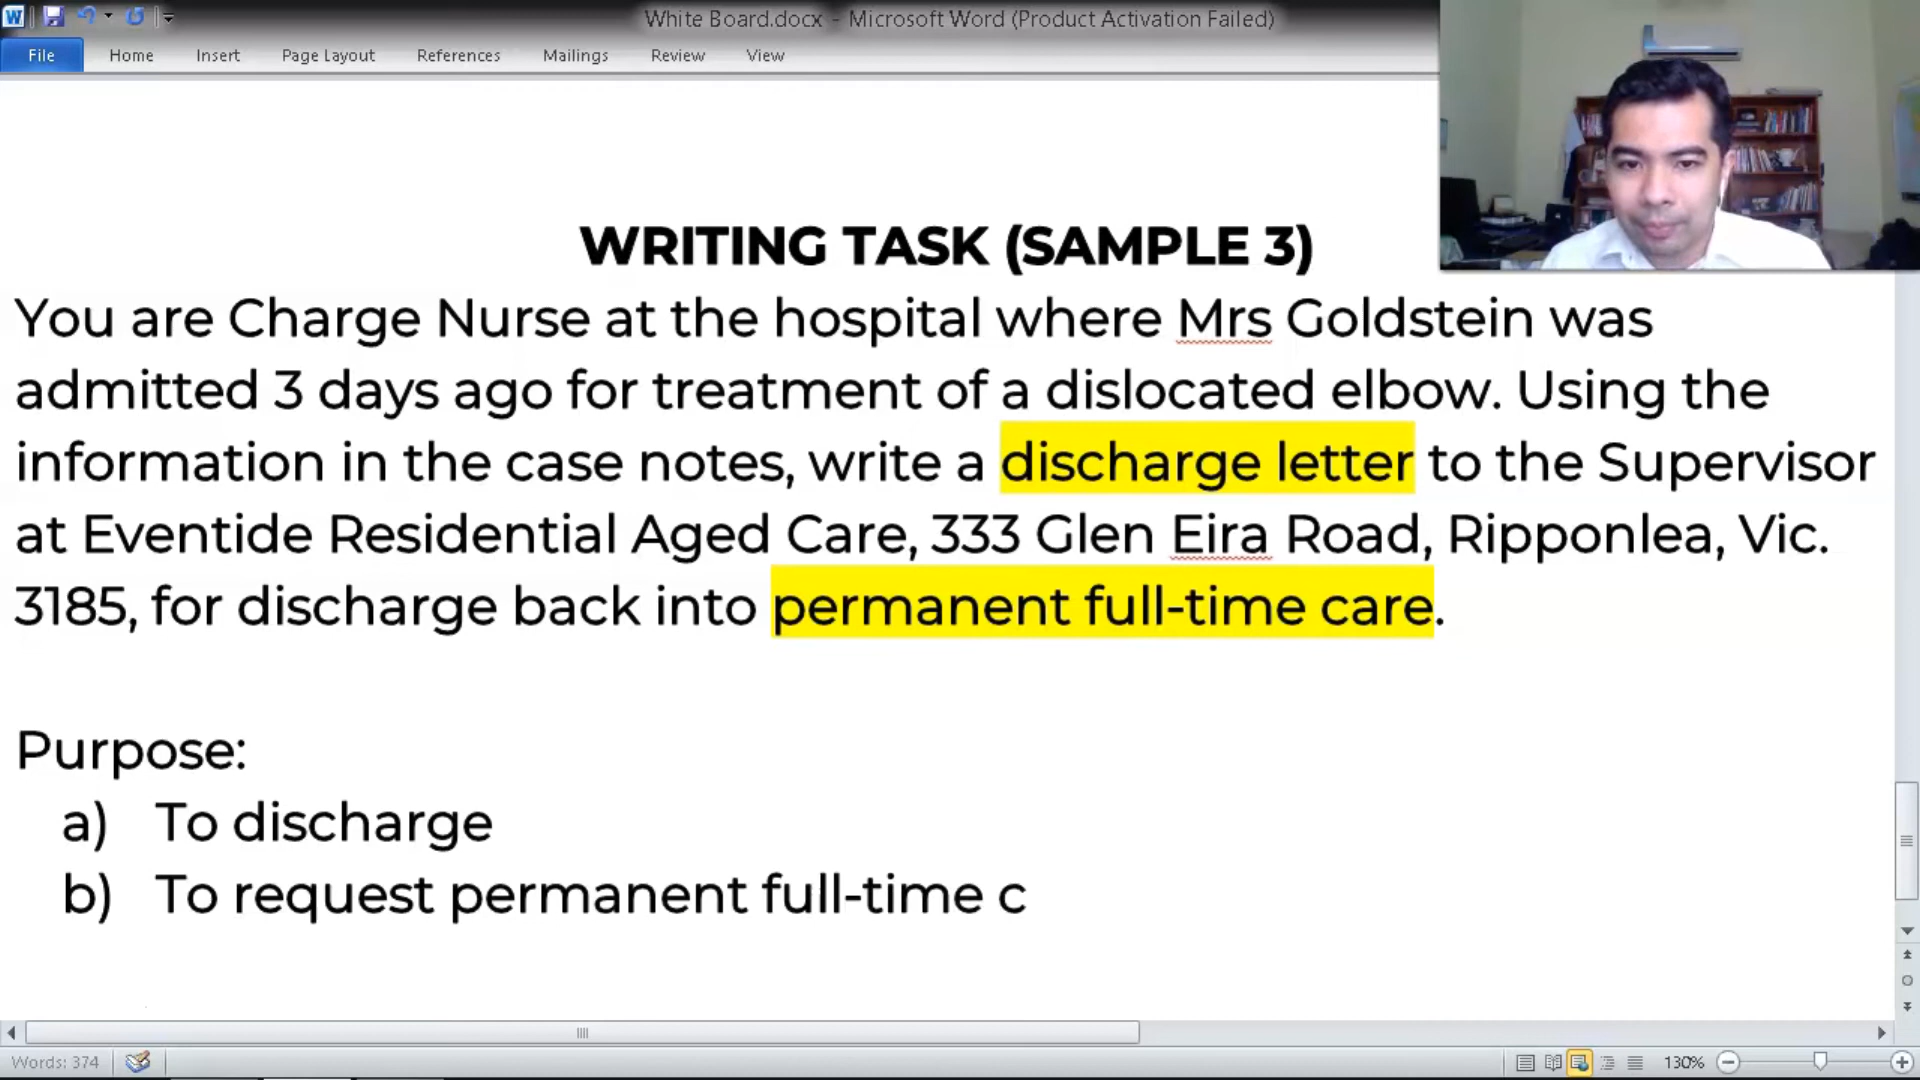 White Board.docx - Microsoft Word (Product Activation Failed)
File Home Insert Page Layout References Mailings Review View
WRITING TASK (SAMPLE 3)
You are Charge Nurse at the hospital where Mrs Goldstein was
admitted 3 days ago for treatment of a dislocated elbow. Using the
information in the case notes, write a discharge letter to the Supervisor
at Eventide Residential Aged Care, 333 Glen Eira Road, Ripponlea, Vic.
3185, for discharge back into permanent full-time care.
Purpose:
a) To discharge
b) To request permanent full-time c
Words: 374
130%